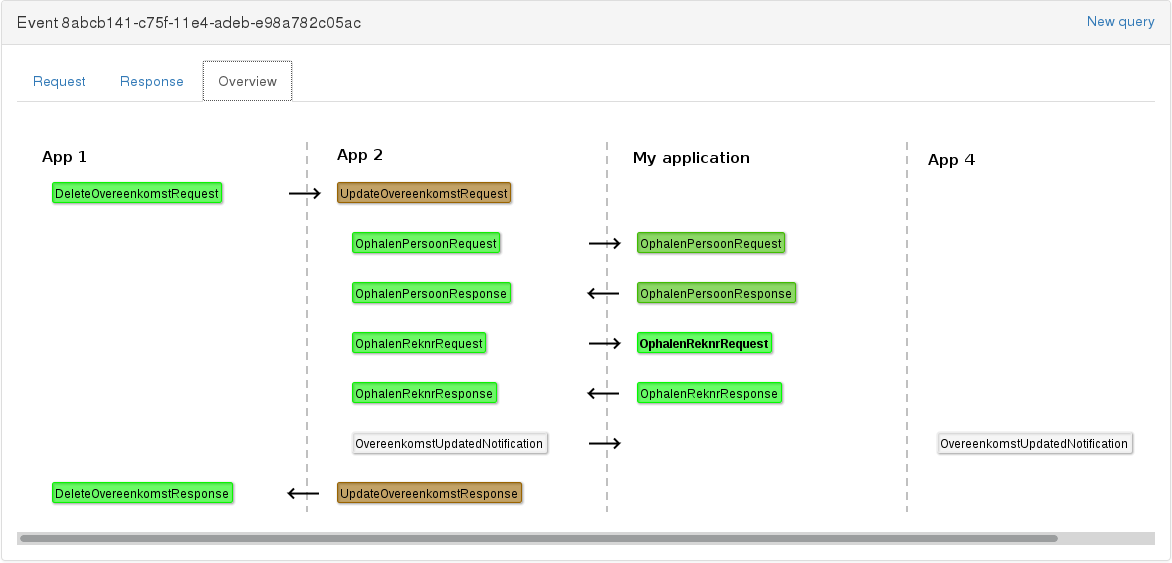 Event 8abcb141-c75f-11e4-adeb-e98a782c05ac New query
Request Response Overview
App 1 App 2 My application App 4
DeleteOvereenkomstRequest UpdateOvereenkomstRequest
OphalenPersoonRequest OphalenPersoonRequest
OphalenPersoonResponse OphalenPersoonResponse
OphalenReknrRequest OphalenReknrRequest
OphalenReknrResponse OphalenReknrResponse
OvereenkomstUpdatedNotification OvereenkomstUpdatedNotification
DeleteOvereenkomstResponse UpdateOvereenkomstResponse